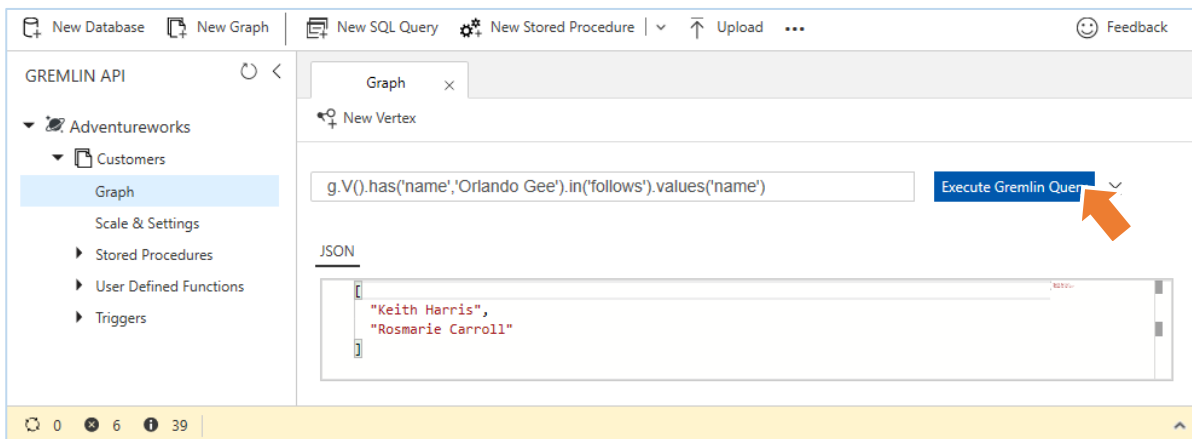 New Database New Graph New SQL Query New Stored Procedure Upload ... Feedback
GREMLIN API
Graph
New Vertex
Adventureworks
Customers
Graph
Scale & Settings
Stored Procedures
User Defined Functions
Triggers
g.V().has('name','Orlando Gee').in('follows').values('name')
Execute Gremlin Quer
JSON
[
"Keith Harris",
"Rosmarie Carroll"
]
0 6 39